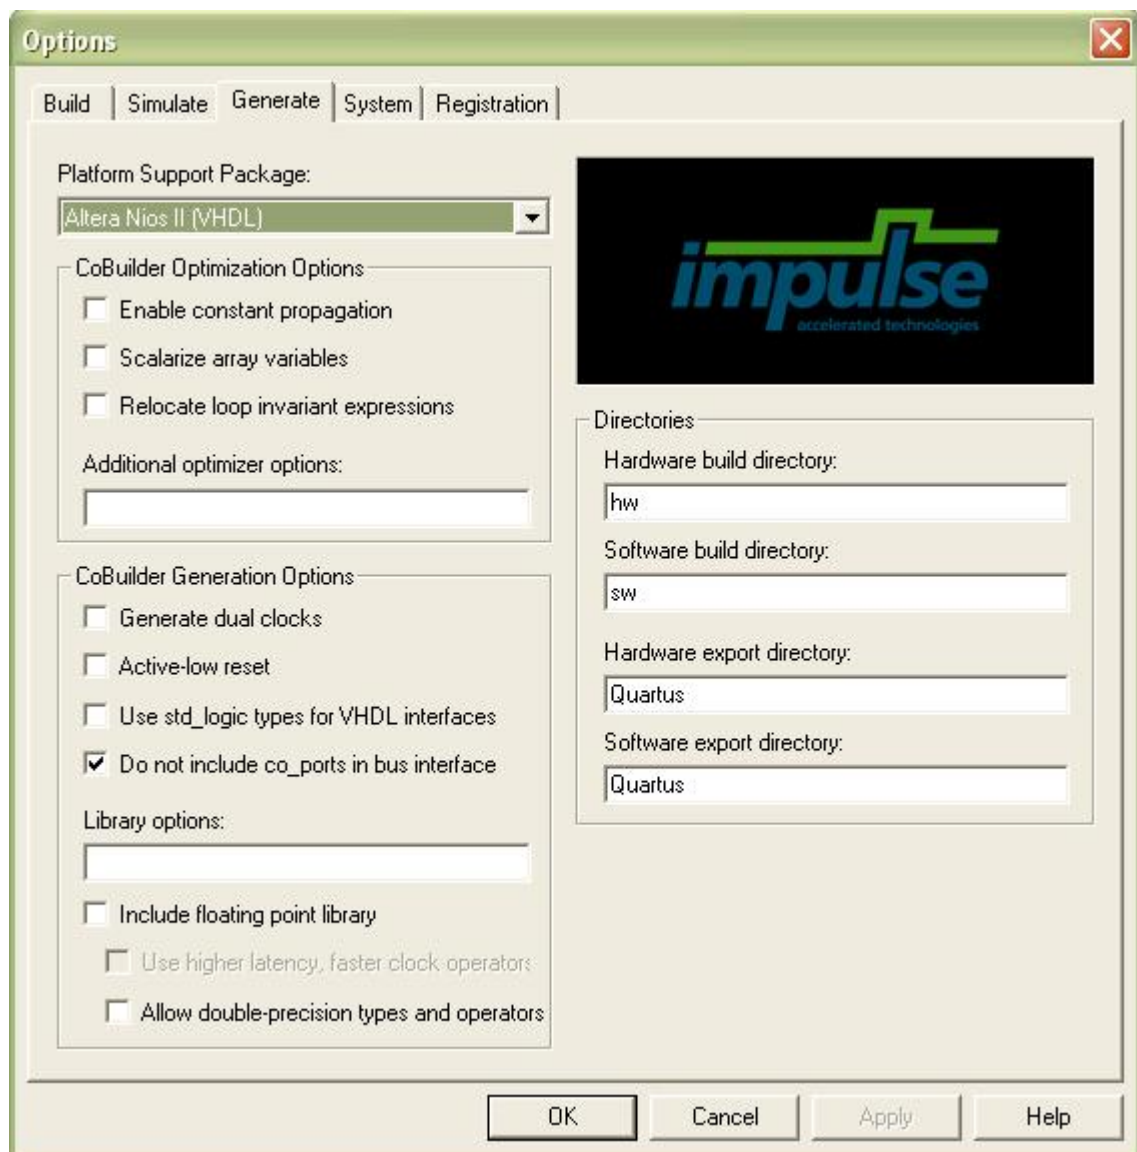 Options
Build Simulate Generate System Registration
Platform Support Package:
Altera Nios II (VHDL)
CoBuilder Optimization Options
Enable constant propagation
Scalarize array variables
Relocate loop invariant expressions
Additional optimizer options:
CoBuilder Generation Options
Generate dual clocks
Active-low reset
Use std_logic types for VHDL interfaces
Do not include co_ports in bus interface
Library options:
Include floating point library
Use higher latency, faster clock operators
Allow double-precision types and operators
impulse
accelerated technologies
Directories
Hardware build directory:
hw
Software build directory:
sw
Hardware export directory:
Quartus
Software export directory:
Quartus
OK Cancel Apply Help